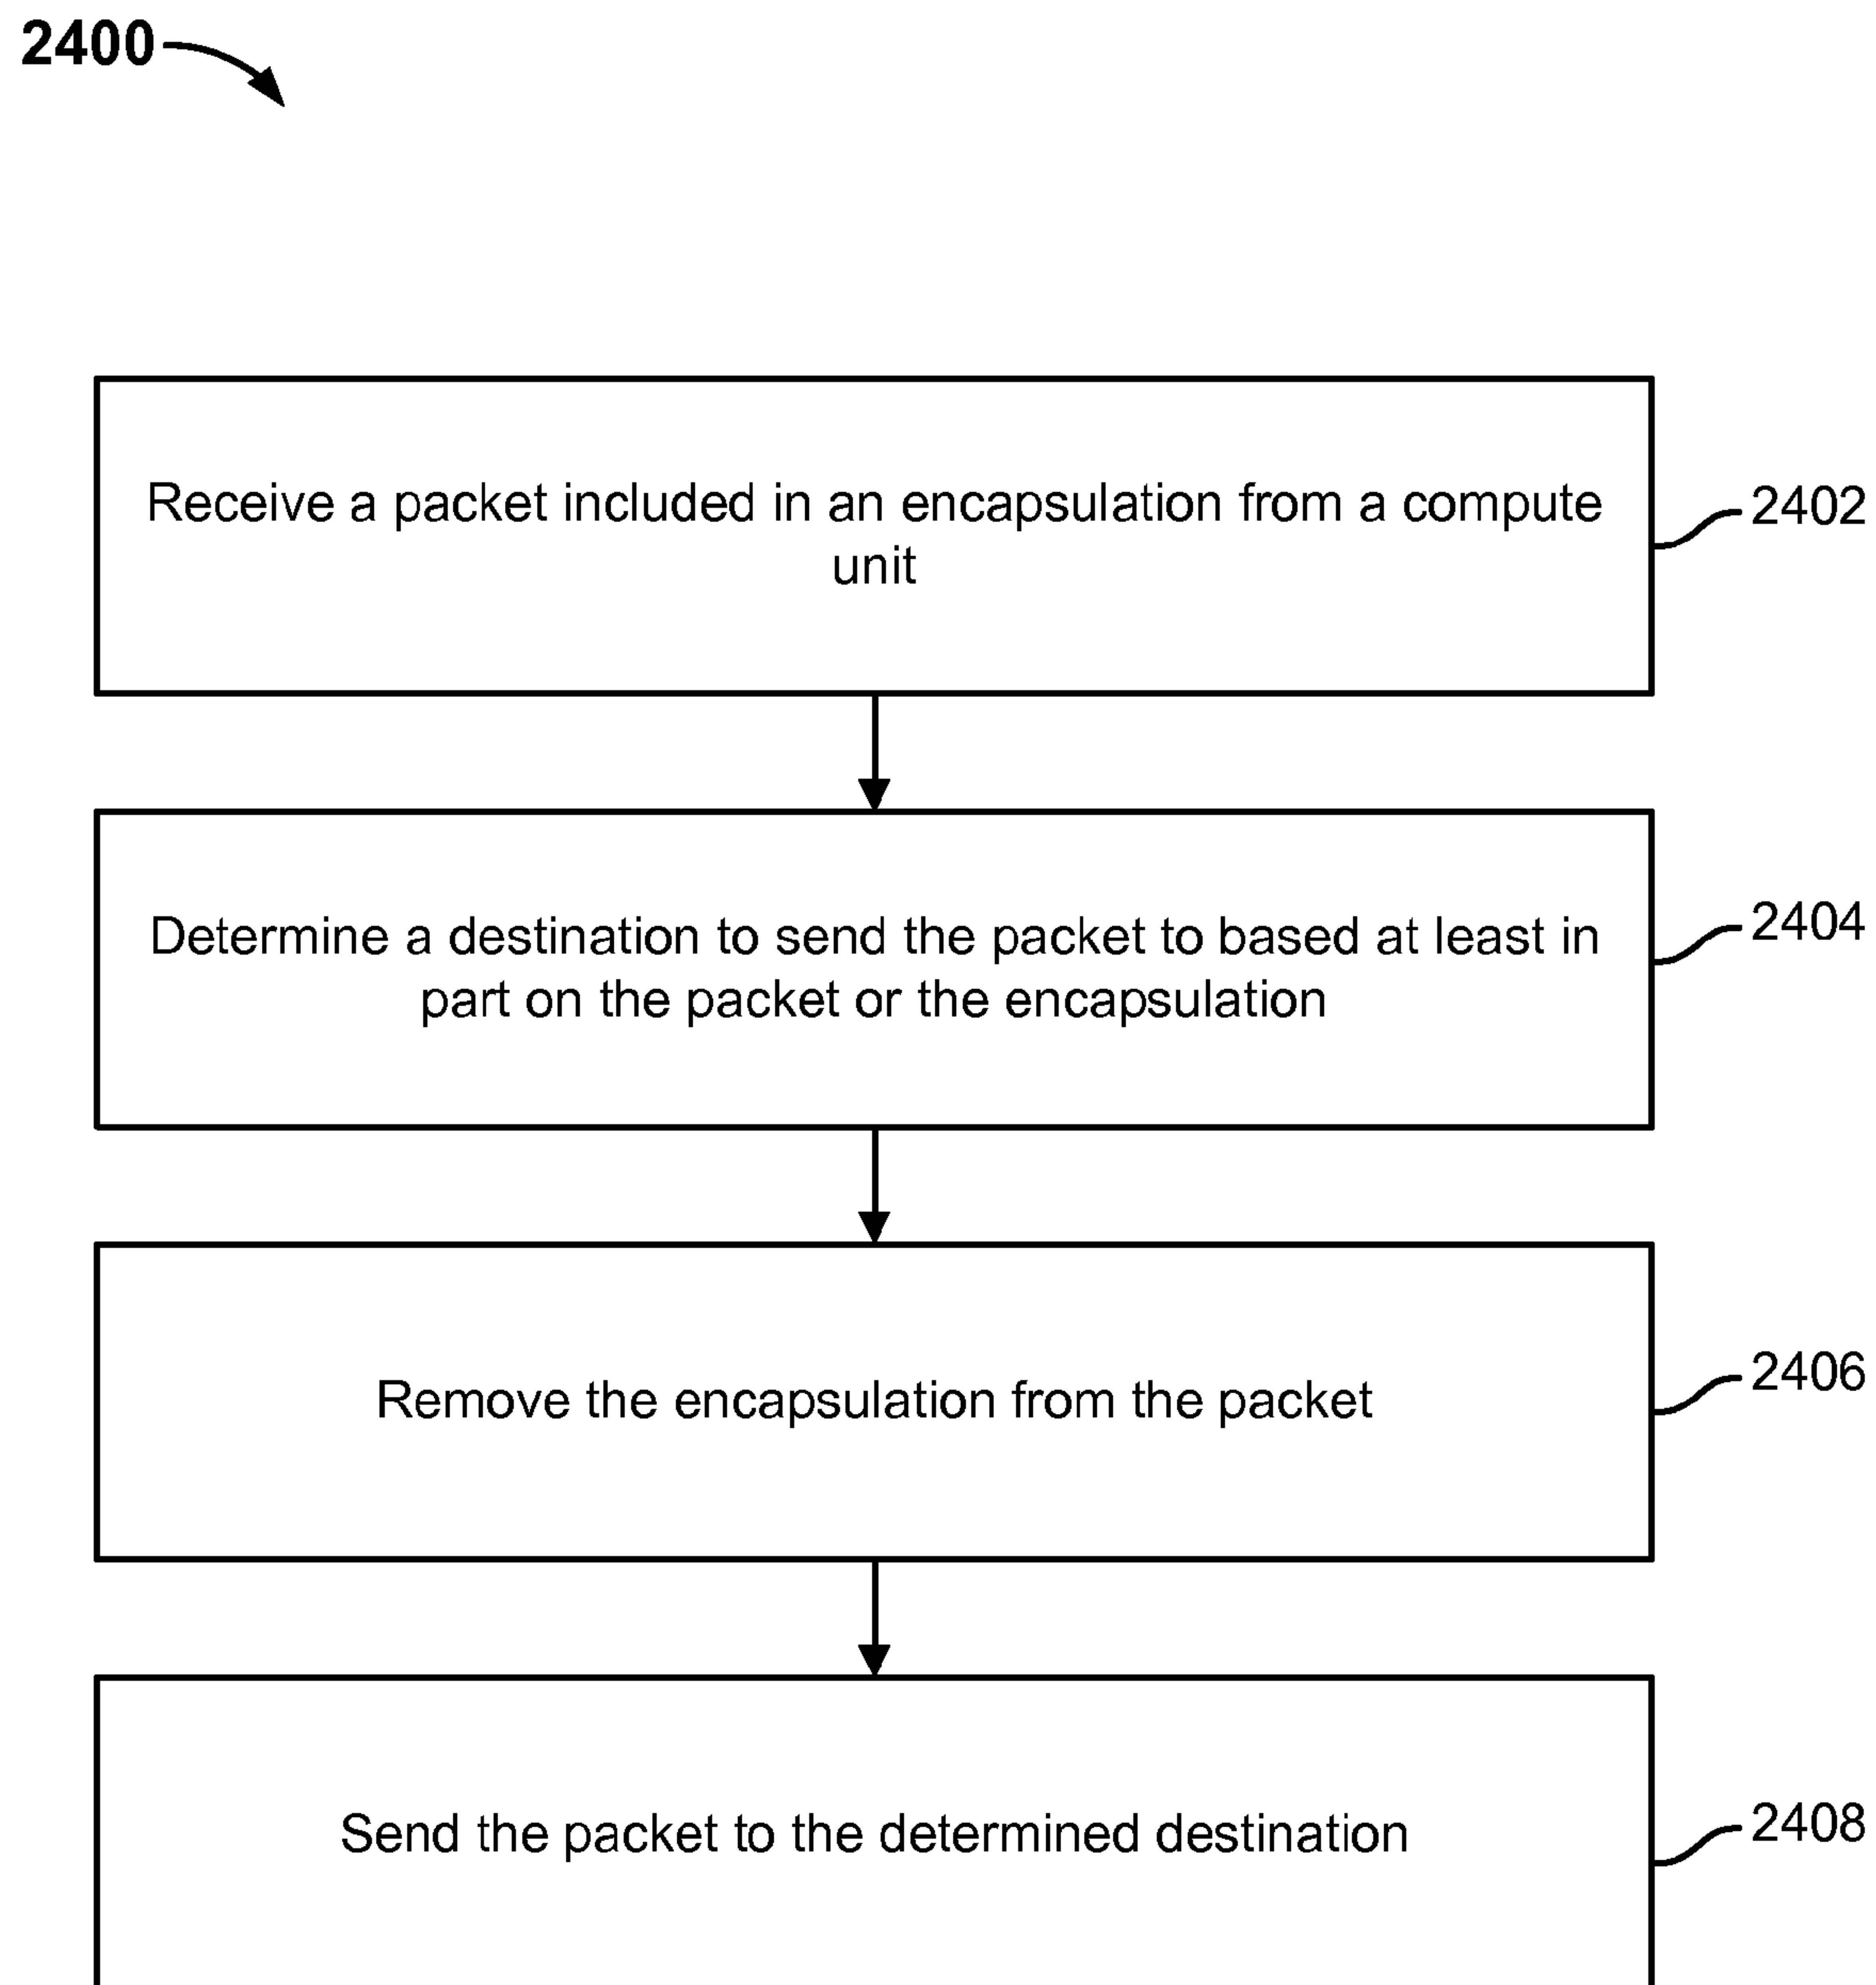 2400
Receive a packet included in an encapsulation from a compute
unit
2402
Determine a destination to send the packet to based at least in
part on the packet or the encapsulation
2404
Remove the encapsulation from the packet
2406
Send the packet to the determined destination
2408